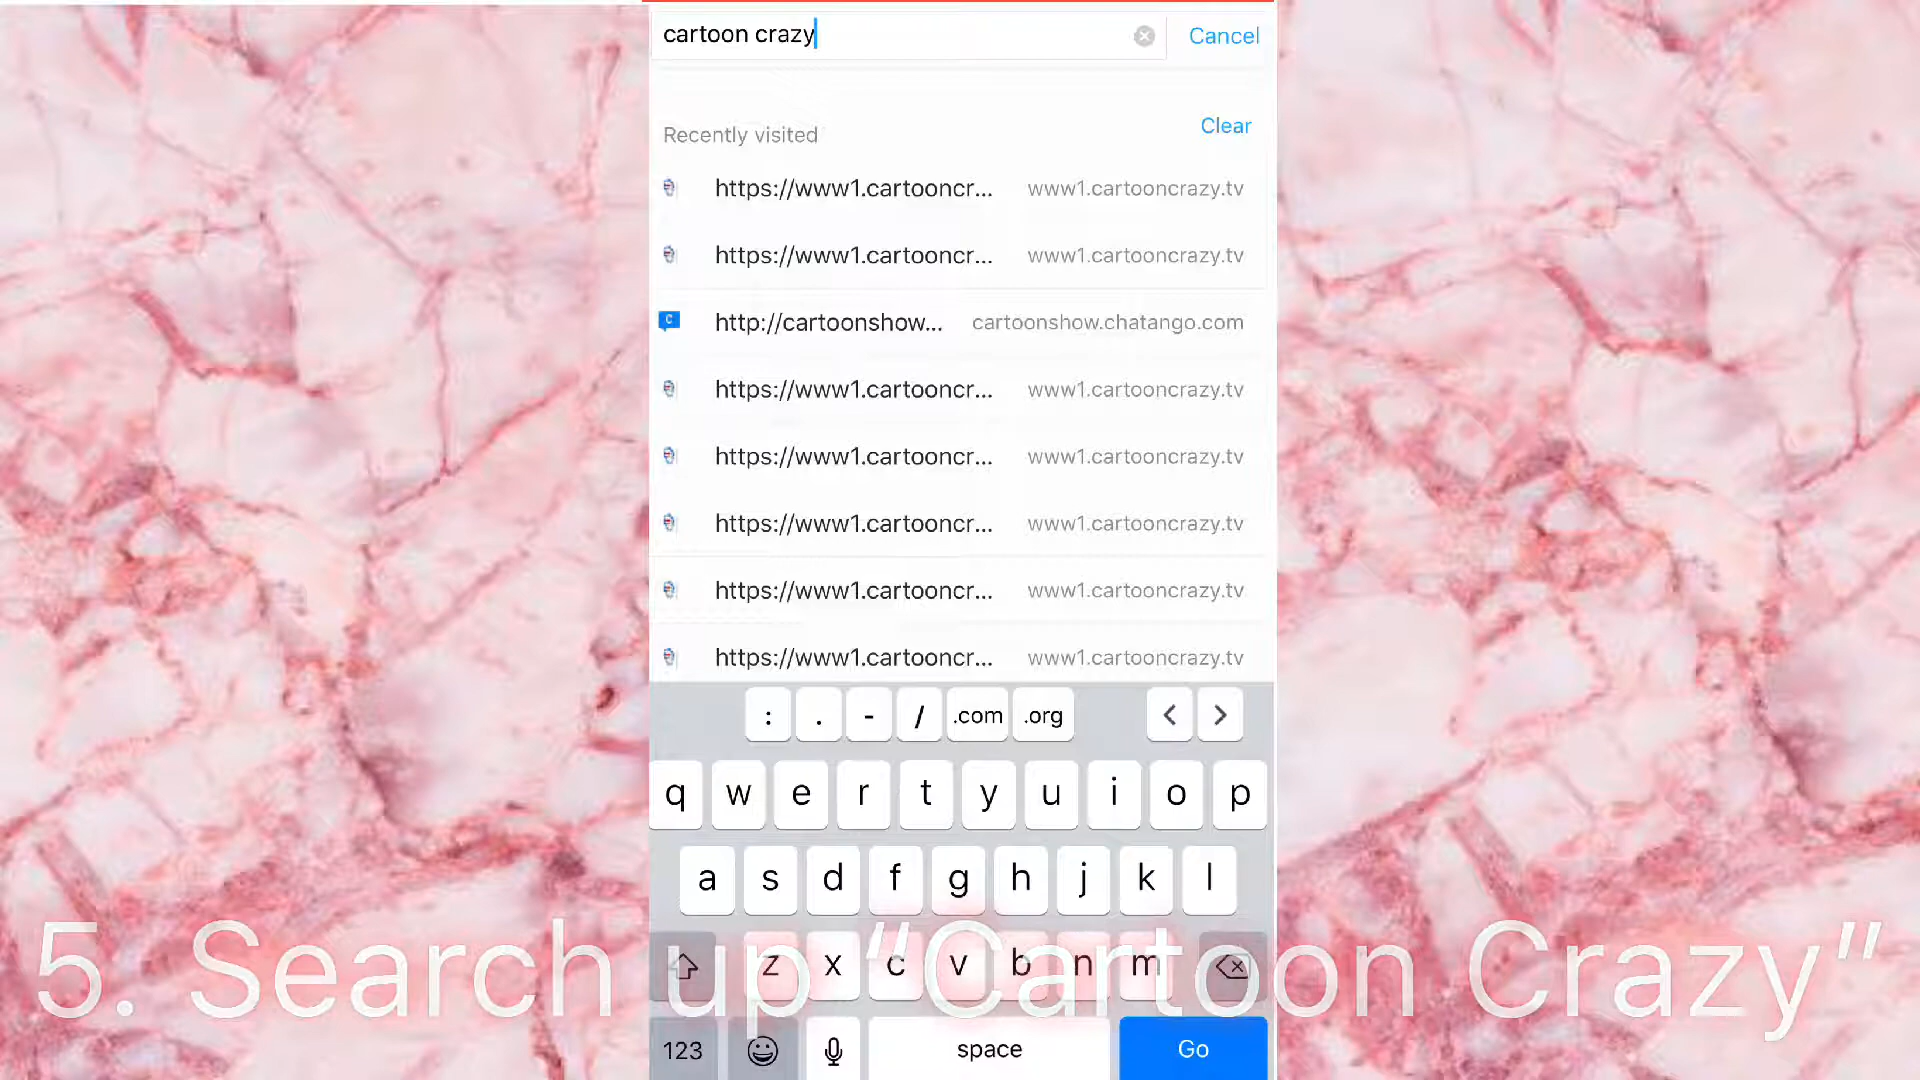 cartoon crazy
Cancel
Recently visited
Clear
https://www1.cartooncr... www1.cartooncrazy.tv
https://www1.cartooncr... www1.cartooncrazy.tv
C http://cartoonshow... cartoonshow.chatango.com
https://www1.cartooncr... www1.cartooncrazy.tv
https://www1.cartooncr... www1.cartooncrazy.tv
https://www1.cartooncr... www1.cartooncrazy.tv
https://www1.cartooncr... www1.cartooncrazy.tv
https://www1.cartooncr... www1.cartooncrazy.tv
: . - / .com .org < >
q w e r t y u i o p
a s d f g h j k l
z x c v b n m
5. Search up “Cartoon Crazy”
123 space Go